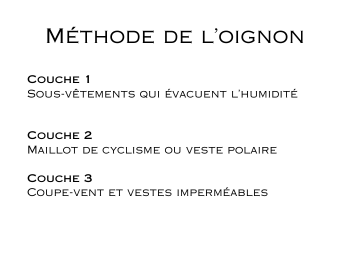 Méthode de l'oignon
Couche 1
Sous-vêtements qui évacuent l'humidité
Couche 2
Maillot de cyclisme ou veste polaire
Couche 3
Coupe-vent et vestes imperméables